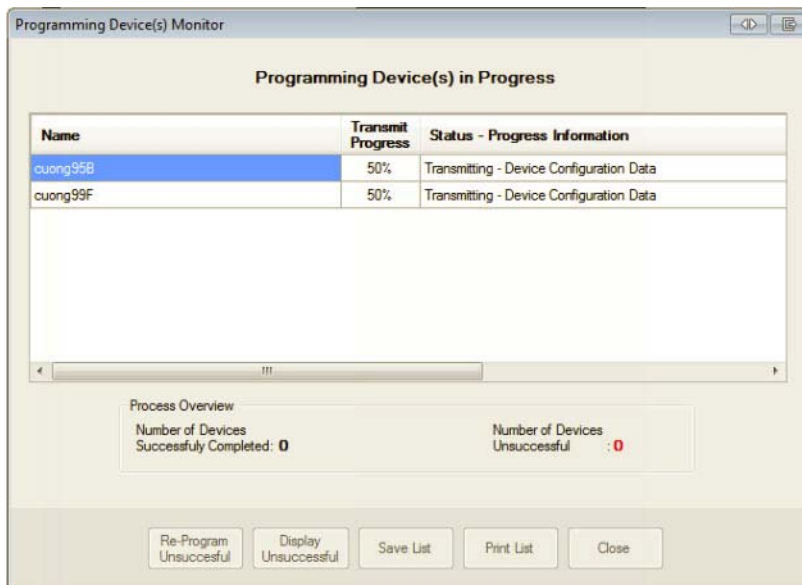 Programming Device(s) Monitor
Programming Device(s) in Progress
Name Transmit Progress Status - Progress Information
cuong95B 50% Transmitting - Device Configuration Data
cuong99F 50% Transmitting - Device Configuration Data
Process Overview
Number of Devices
Successfuly Completed: 0
Number of Devices
Unsuccessful : 0
Re-Program
Unsuccesful
Display
Unsuccessful
Save List
Print List
Close